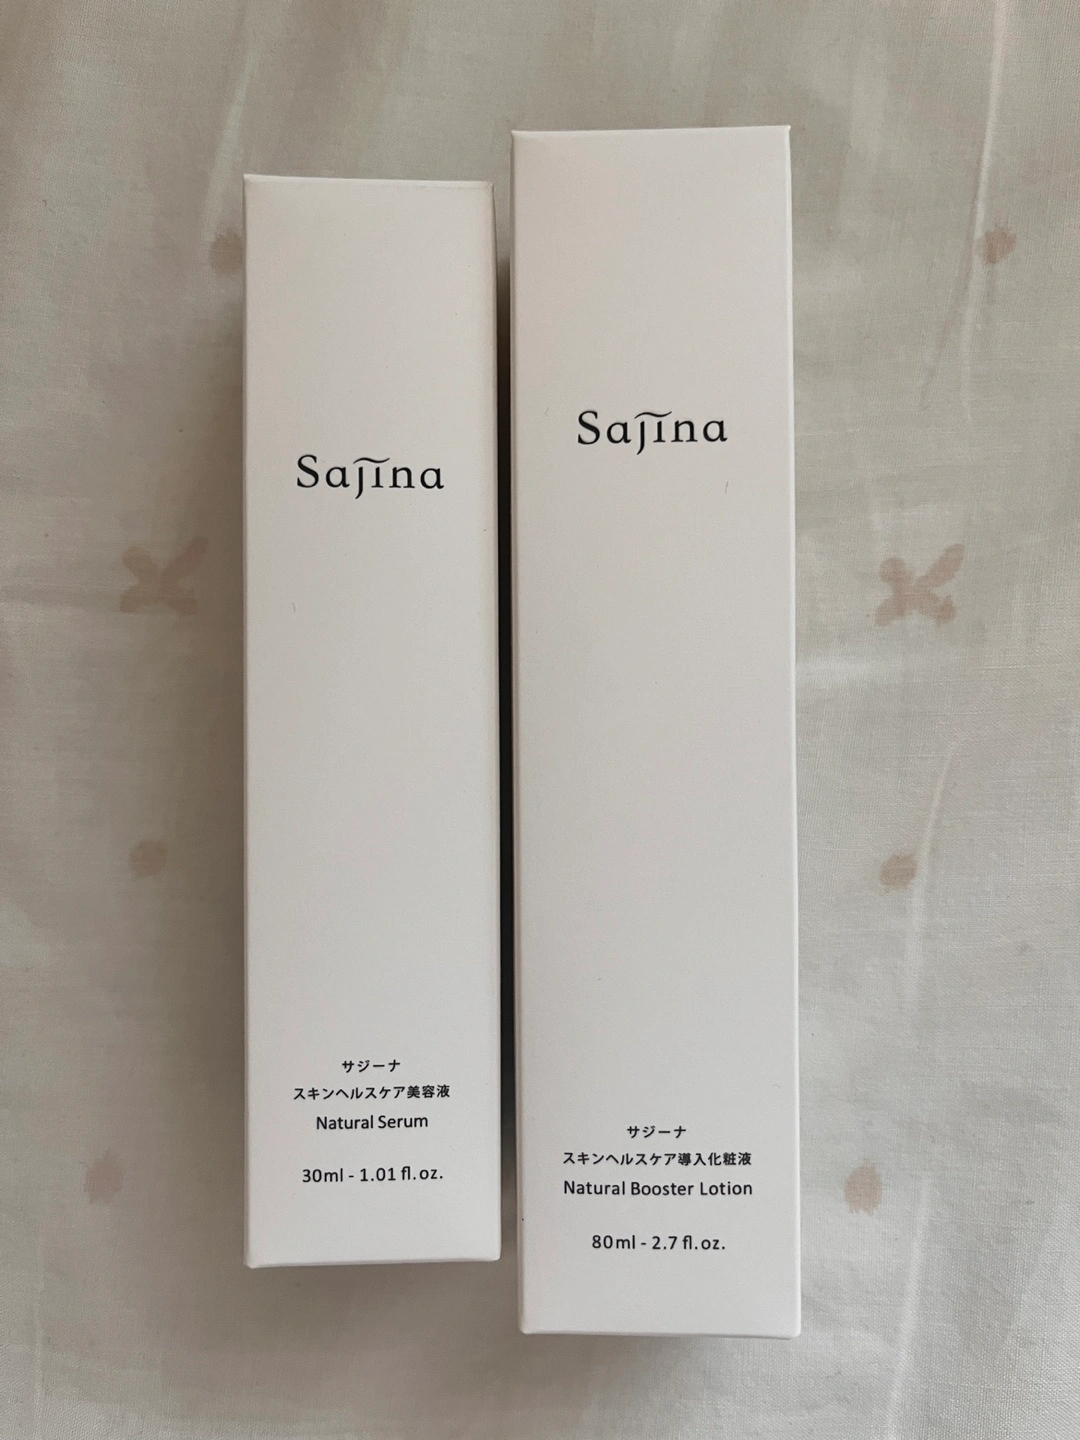 Sajina
サジーナ
スキンヘルスケア美容液
Natural Serum
30ml - 1.01 fl.oz.
Sajina
サジーナ
スキンヘルスケア導入化粧液
Natural Booster Lotion
80ml - 2.7 fl.oz.